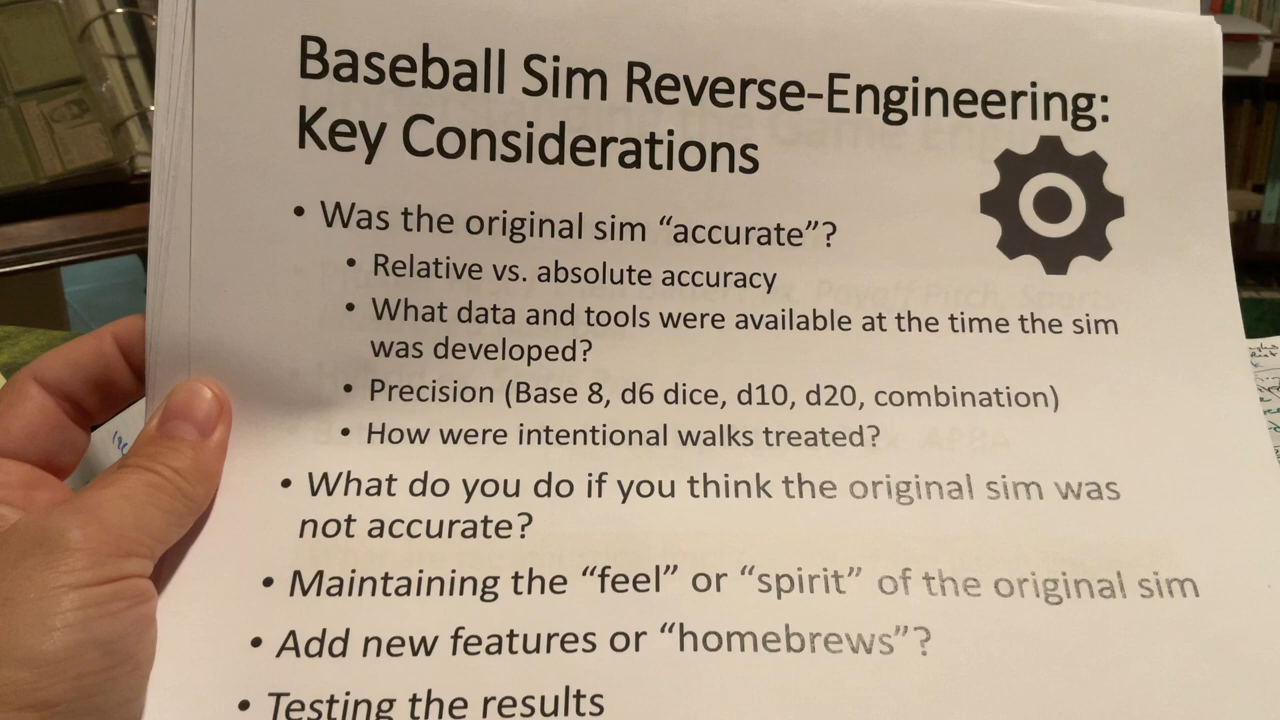 Baseball Sim Reverse-Engineering:
Key Considerations
• Was the original sim “accurate”?
• Relative vs. absolute accuracy
• What data and tools were available at the time the sim
was developed?
• Precision (Base 8, d6 dice, d10, d20, combination)
• How were intentional walks treated?
• What do you do if you think the original sim was
not accurate?
• Maintaining the “feel” or “spirit” of the original sim
• Add new features or “homebrews”?
• Testing the results